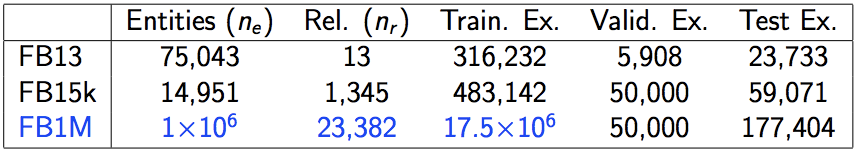 Entities (nₑ) Rel. (nᵣ) Train. Ex. Valid. Ex. Test Ex.
FB13 75,043 13 316,232 5,908 23,733
FB15k 14,951 1,345 483,142 50,000 59,071
FB1M 1×10⁶ 23,382 17.5×10⁶ 50,000 177,404